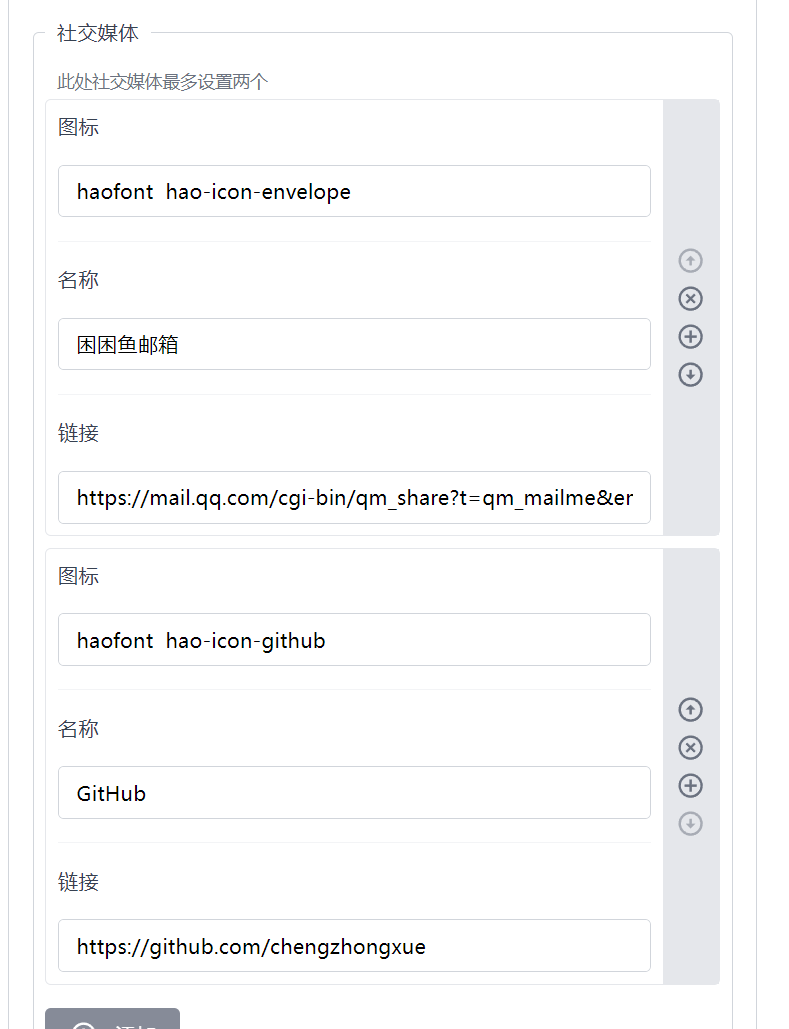 社交媒体
此处社交媒体最多设置两个
图标
haofont  hao-icon-envelope
名称
困困鱼邮箱
链接
https://mail.qq.com/cgi-bin/qm_share?t=qm_mailme&er
图标
haofont  hao-icon-github
名称
GitHub
链接
https://github.com/chengzhongxue